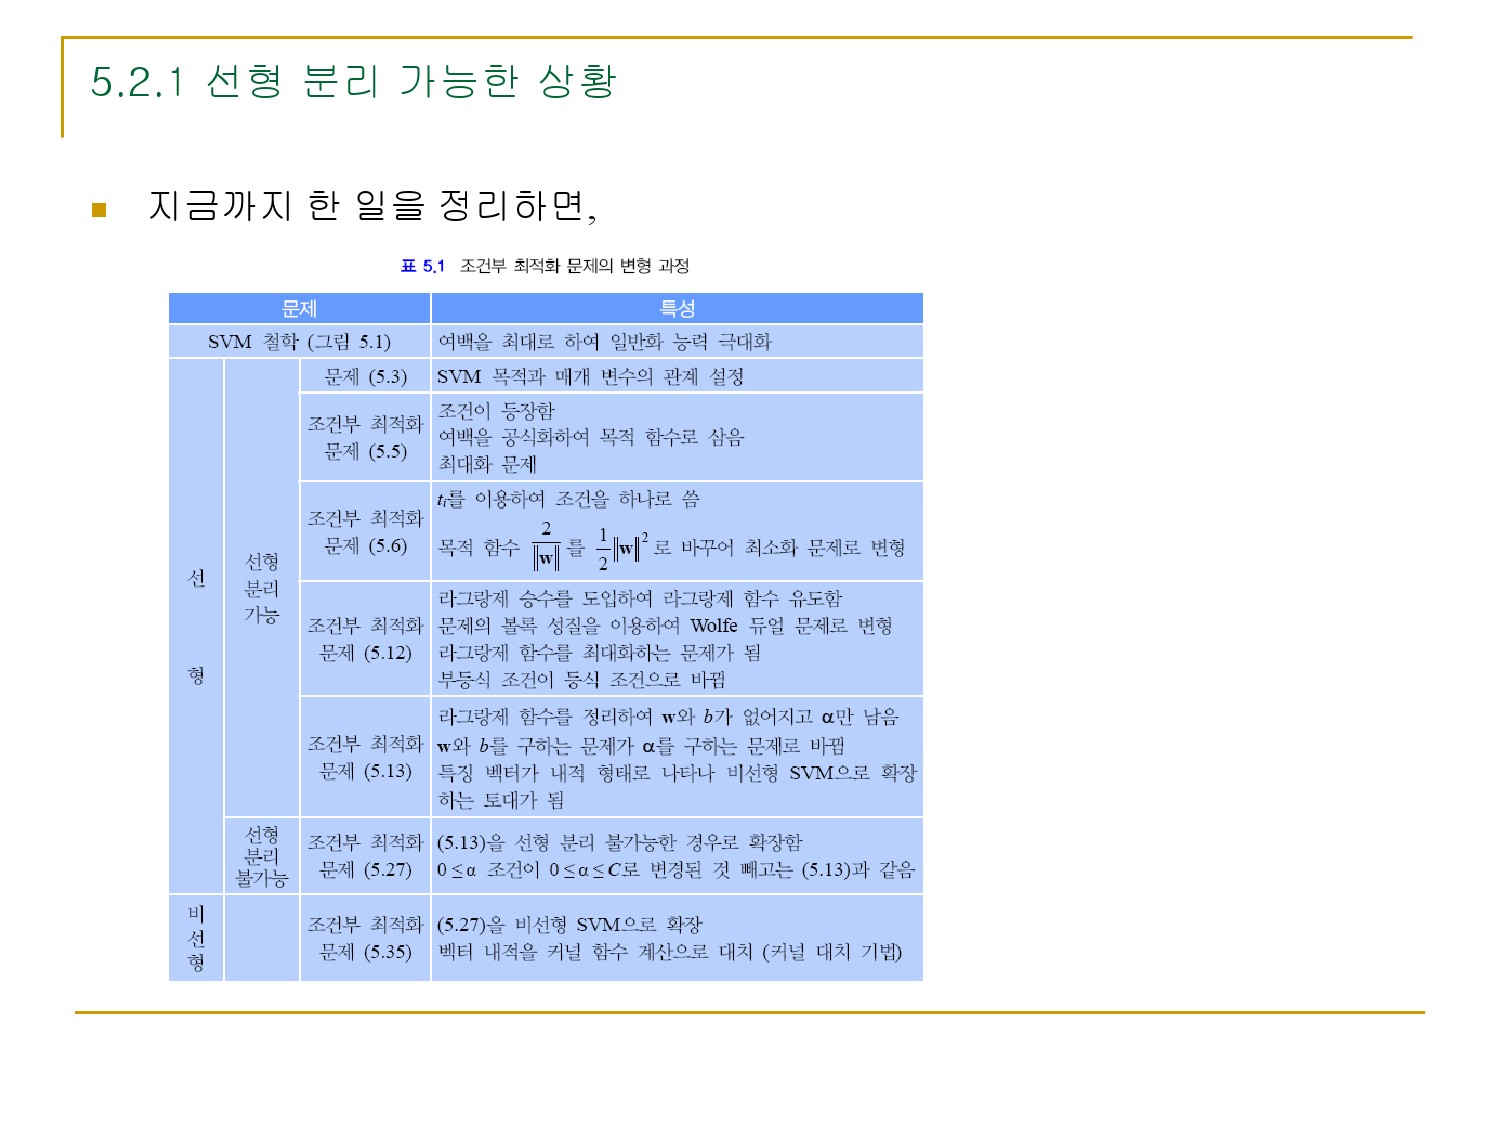 5.2.1 선형 분리 가능한 상황
지금까지 한 일을 정리하면,
표 5.1 조건부 최적화 문제의 변형 과정
문제 특성
SVM 철학 (그림 5.1) 여백을 최대로 하여 일반화 능력 극대화
선
형
선형
분리
가능
문제 (5.3) SVM 목적과 매개 변수의 관계 설정
조건부 최적화
문제 (5.5)
조건이 등장함
여백을 공식화하여 목적 함수로 삼음
최대화 문제
조건부 최적화
문제 (5.6)
tᵢ를 이용하여 조건을 하나로 씀
목적 함수 2/‖w‖ 를 1/2‖w‖² 로 바꾸어 최소화 문제로 변형
조건부 최적화
문제 (5.12)
라그랑제 승수를 도입하여 라그랑제 함수 유도함
문제의 볼록 성질을 이용하여 Wolfe 듀얼 문제로 변형
라그랑제 함수를 최대화하는 문제가 됨
부등식 조건이 등식 조건으로 바뀜
조건부 최적화
문제 (5.13)
라그랑제 함수를 정리하여 w와 b가 없어지고 α만 남음
w와 b를 구하는 문제가 α를 구하는 문제로 바뀜
특징 벡터가 내적 형태로 나타나 비선형 SVM으로 확장
하는 토대가 됨
선형
분리
불가능
조건부 최적화
문제 (5.27)
(5.13)을 선형 분리 불가능한 경우로 확장함
0≤α 조건이 0≤α≤C로 변경된 것 빼고는 (5.13)과 같음
비
선
형
조건부 최적화
문제 (5.35)
(5.27)을 비선형 SVM으로 확장
벡터 내적을 커널 함수 계산으로 대치 (커널 대치 기법)